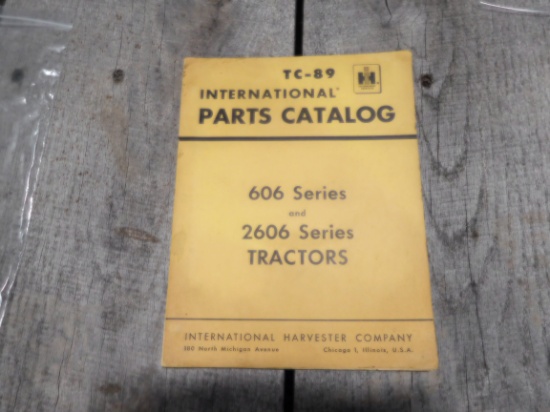 TC-89
INTERNATIONAL
PARTS CATALOG
606 Series
and
2606 Series
TRACTORS
INTERNATIONAL HARVESTER COMPANY
180 North Michigan Avenue Chicago 1, Illinois, U.S.A.